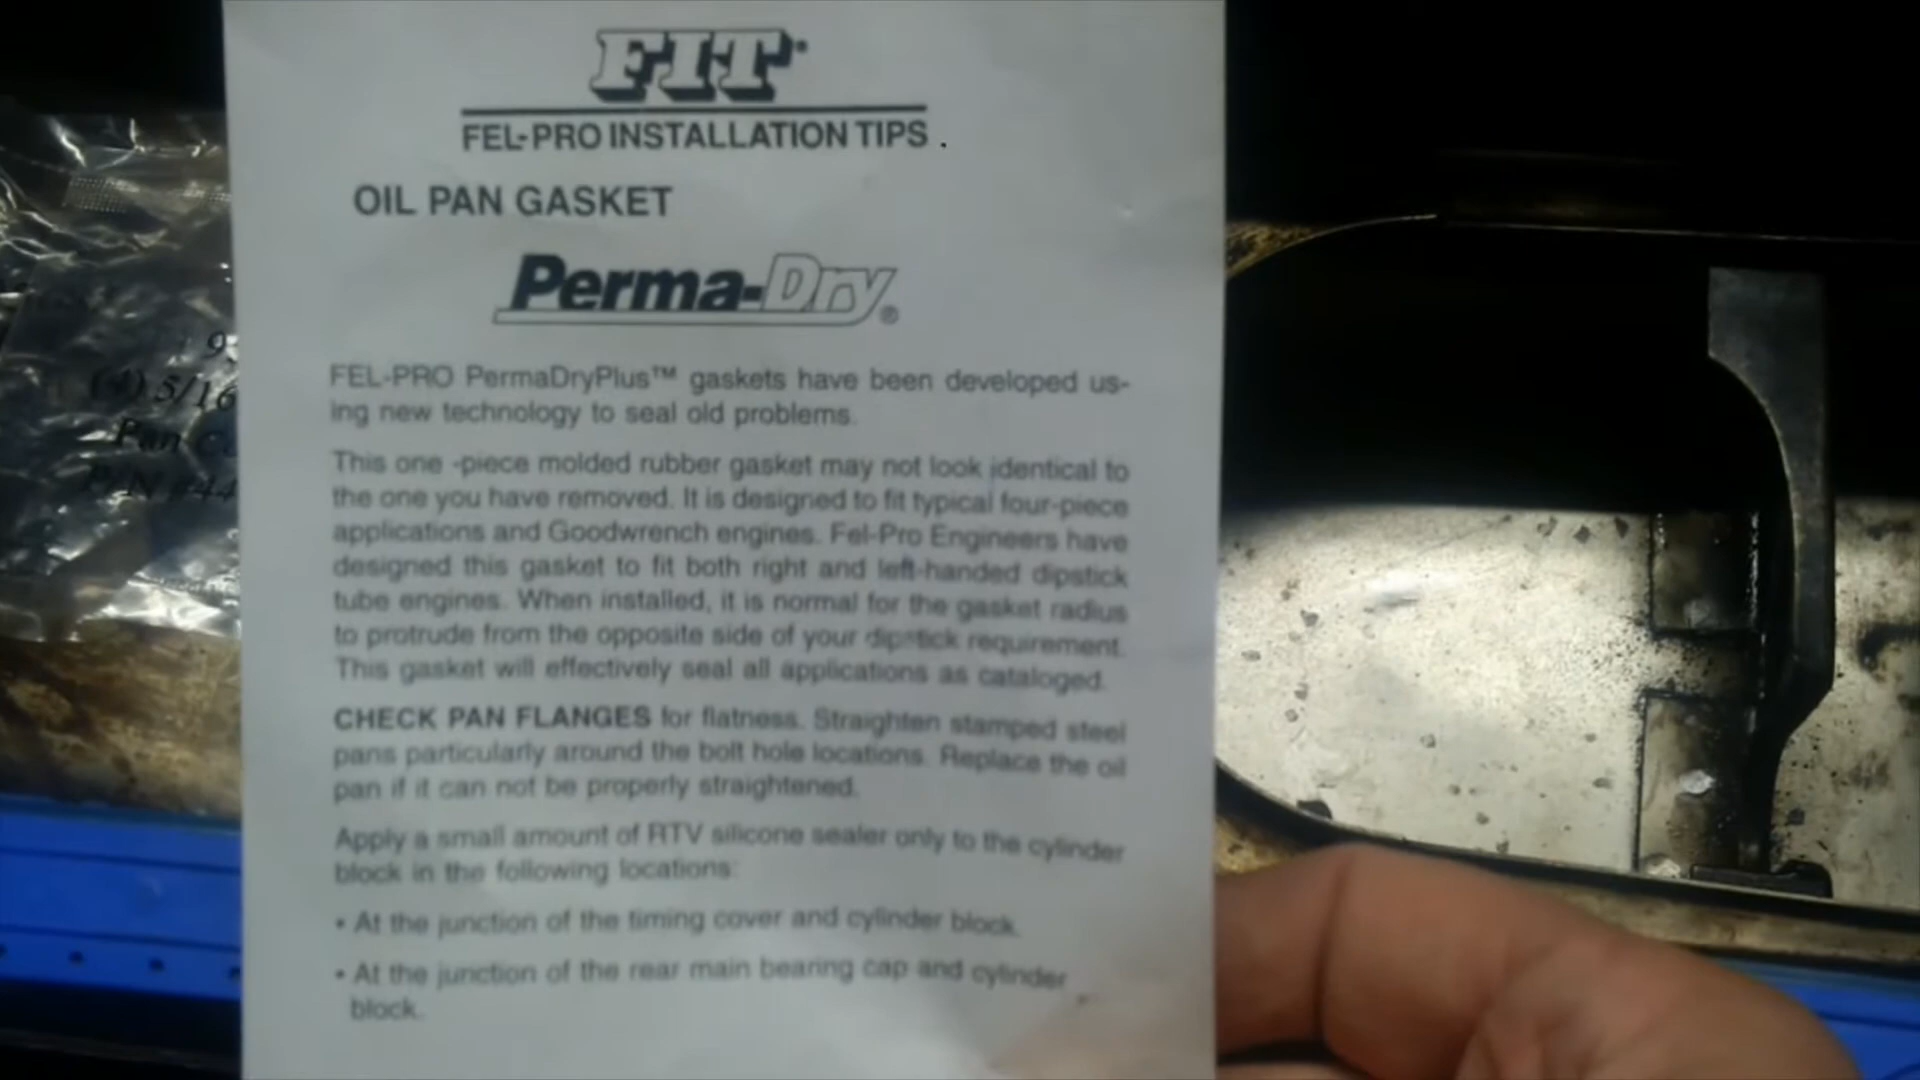 FIT
FEL-PRO INSTALLATION TIPS
OIL PAN GASKET
Perma-Dry®
FEL-PRO PermaDryPlus™ gaskets have been developed us-
ing new technology to seal old problems.
This one -piece molded rubber gasket may not look identical to
the one you have removed. It is designed to fit typical four-piece
applications and Goodwrench engines. Fel-Pro Engineers have
designed this gasket to fit both right and left-handed dipstick
tube engines. When installed, it is normal for the gasket radius
to protrude from the opposite side of your dipstick requirement.
This gasket will effectively seal all applications as cataloged.
CHECK PAN FLANGES for flatness. Straighten stamped steel
pans particularly around the bolt hole locations. Replace the oil
pan if it can not be properly straightened.
Apply a small amount of RTV silicone sealer only to the cylinder
block in the following locations:
• At the junction of the timing cover and cylinder block.
• At the junction of the rear main bearing cap and cylinder
block.
5/16
Pan